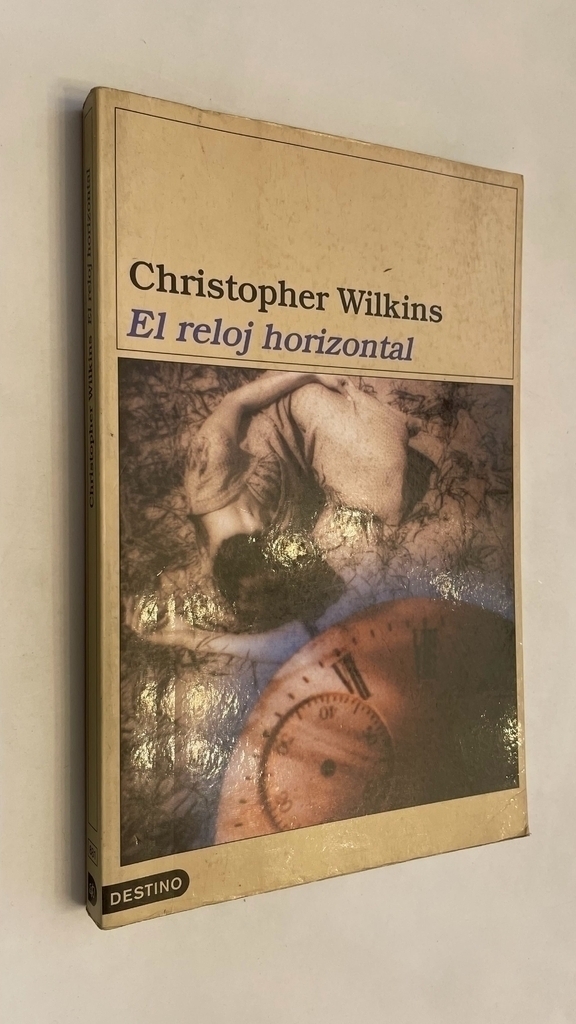 Christopher Wilkins
El reloj horizontal
DESTINO
Christopher Wilkins El reloj horizontal